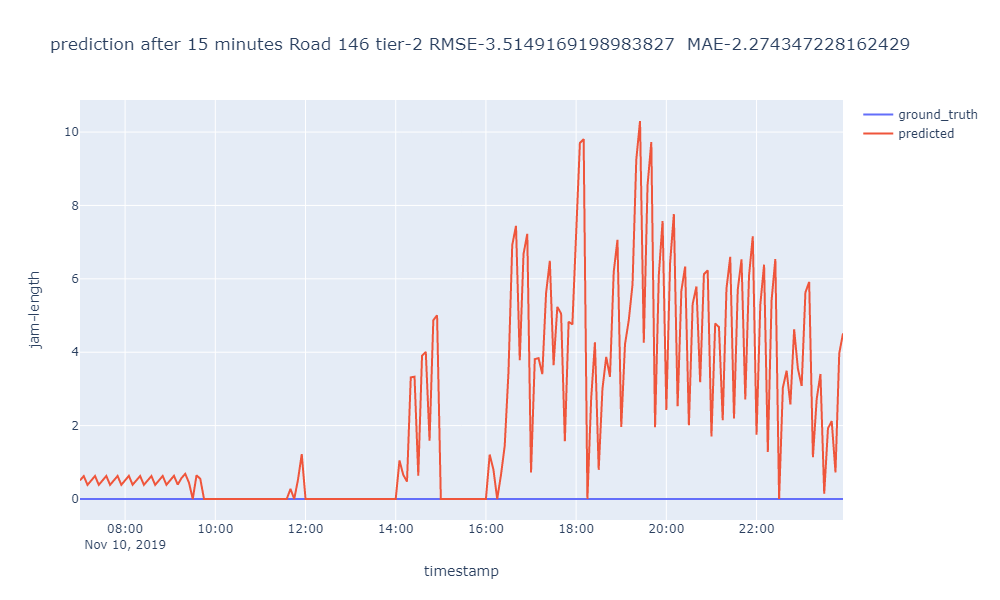 prediction after 15 minutes Road 146 tier-2 RMSE-3.5149169198983827  MAE-2.274347228162429
ground_truth
predicted
10
8
6
4
2
0
jam-length
08:00 10:00 12:00 14:00 16:00 18:00 20:00 22:00
Nov 10, 2019
timestamp